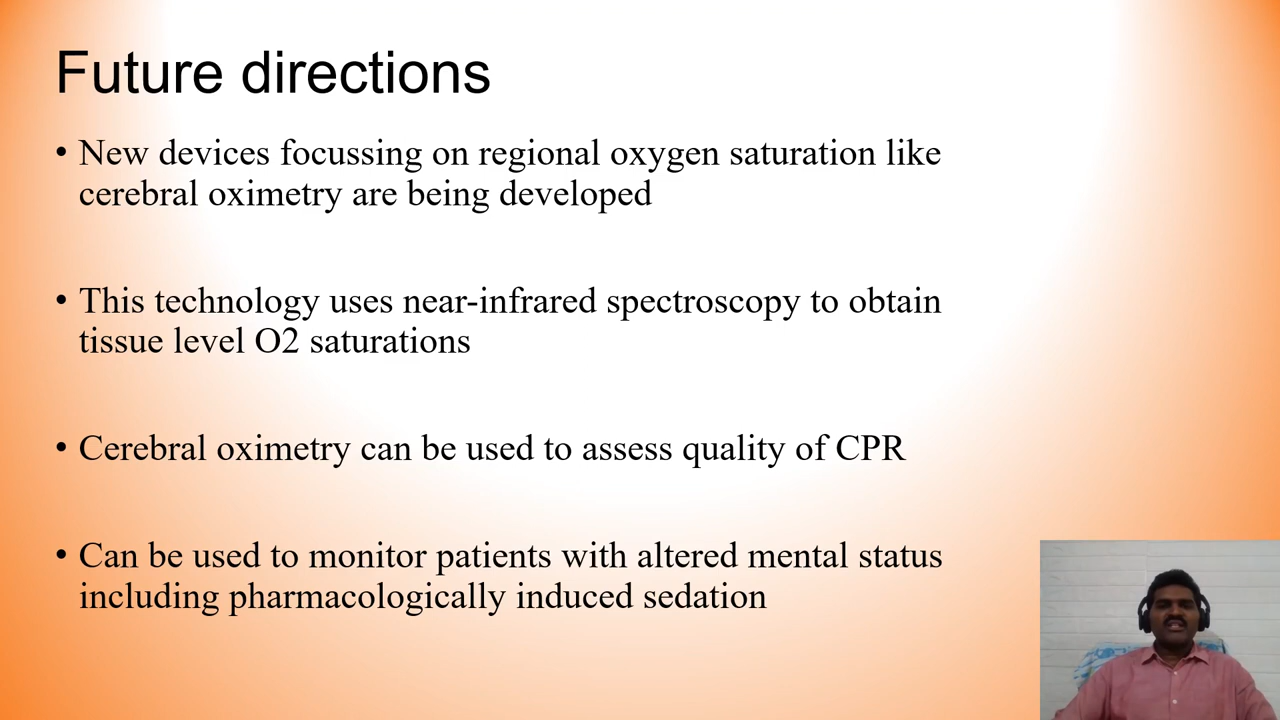 Future directions
• New devices focussing on regional oxygen saturation like
cerebral oximetry are being developed
• This technology uses near-infrared spectroscopy to obtain
tissue level O2 saturations
• Cerebral oximetry can be used to assess quality of CPR
• Can be used to monitor patients with altered mental status
including pharmacologically induced sedation